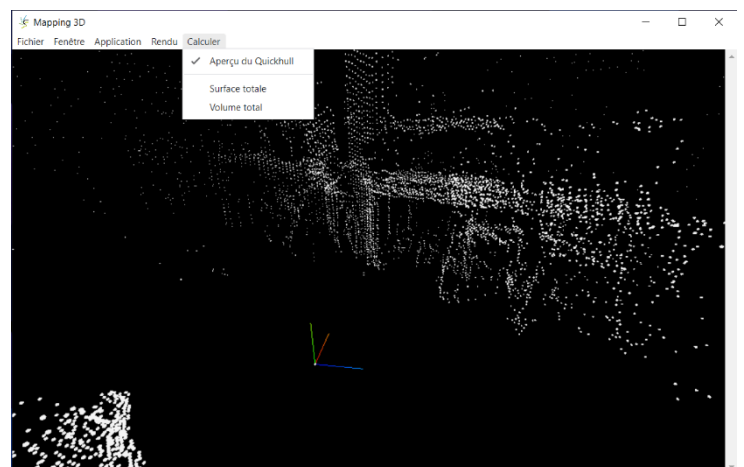 Mapping 3D
Fichier Fenêtre Application Rendu Calculer
Aperçu du Quickhull
Surface totale
Volume total